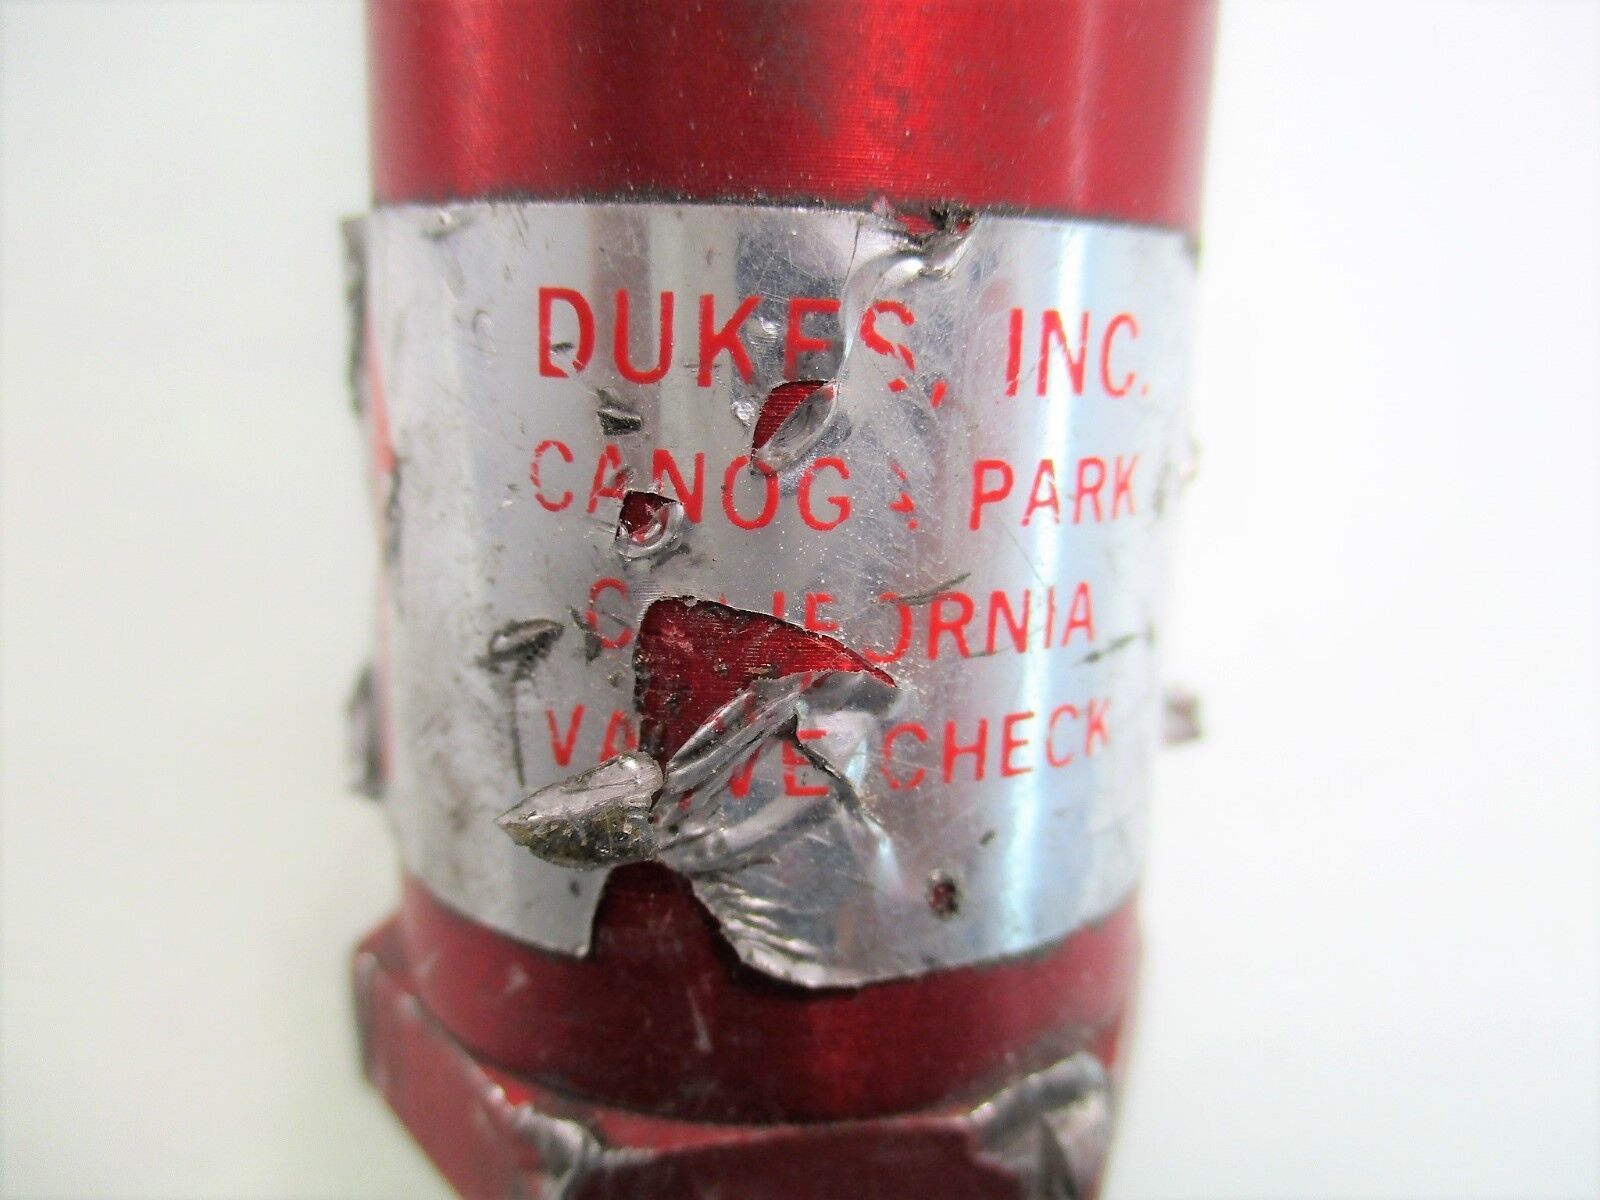 DUKES, INC.
CANOGA PARK
CALIFORNIA
VALVE CHECK